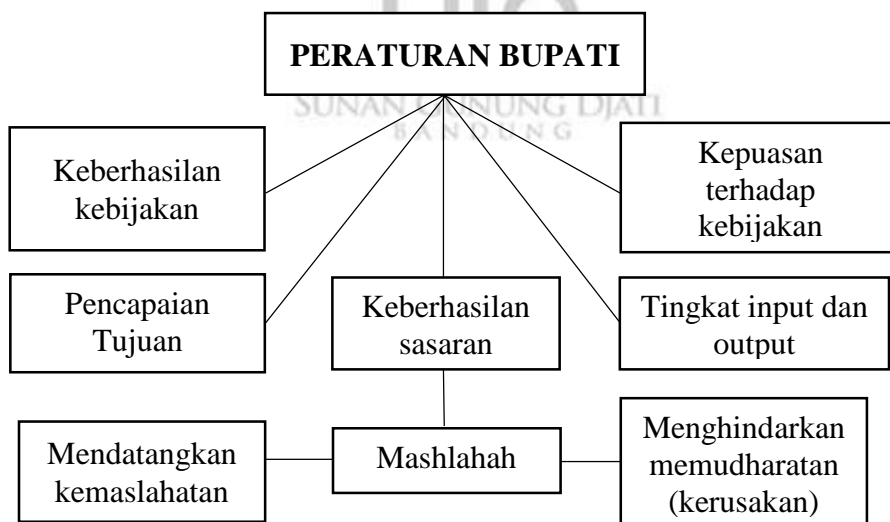 PERATURAN BUPATI
SUNAN GUNUNG DJATI
BANDUNG
Keberhasilan
kebijakan
Kepuasan
terhadap
kebijakan
Pencapaian
Tujuan
Keberhasilan
sasaran
Tingkat input dan
output
Mendatangkan
kemaslahatan
Mashlahah
Menghindarkan
memudharatan
(kerusakan)